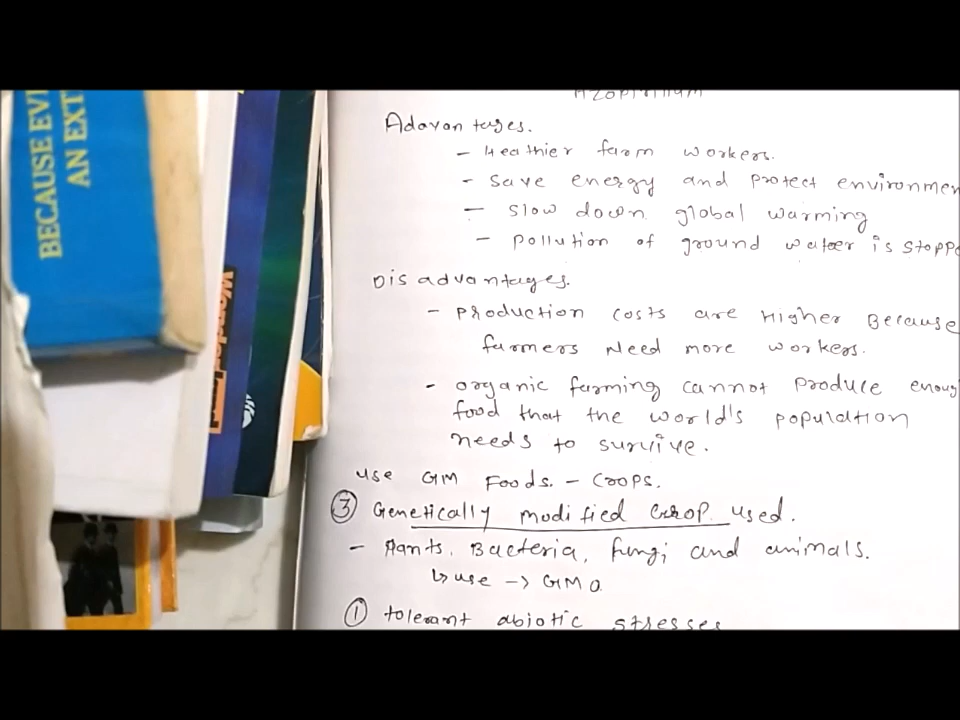 BECAUSE EVE
AN EXT
Adavantages.
- Healthier farm workers.
- Save energy and protect environmen
- Slow down global warming
- Pollution of ground water is stoppe
Disadvantages.
- Production costs are Higher Because
farmers Need more workers.
- organic farming cannot produce enoug
food that the world's population
needs to survive.
use GM Foods. - Crops.
③ Genetically modified Crop used.
- Plants, Bacteria, fungi and animals.
↳ use → GMO
① tolerant abiotic stresses